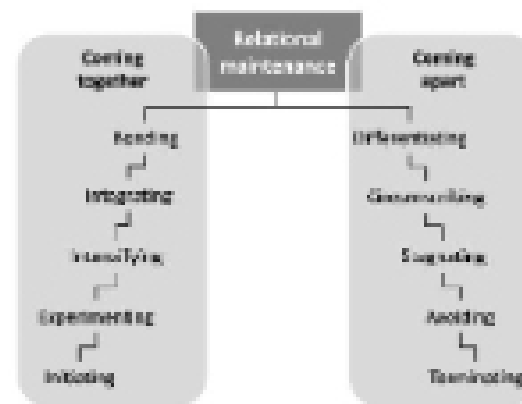 Relational
maintenance
Coming
together
Bonding
Integrating
Intensifying
Experimenting
Initiating
Coming
apart
Differentiating
Circumscribing
Stagnating
Avoiding
Terminating